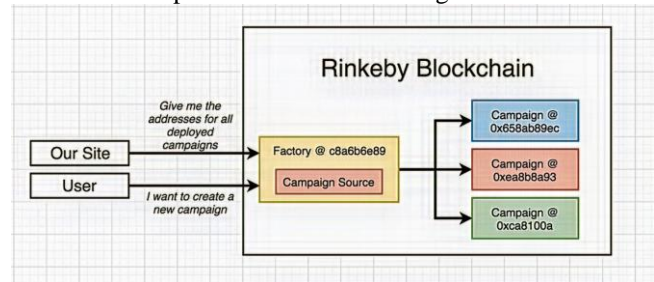 Rinkeby Blockchain
Give me the
addresses for all
deployed
campaigns
Our Site
User
I want to create a
new campaign
Factory @ c8a6b6e89
Campaign Source
Campaign @
0x658ab89ec
Campaign @
0xea8b8a93
Campaign @
0xca8100a